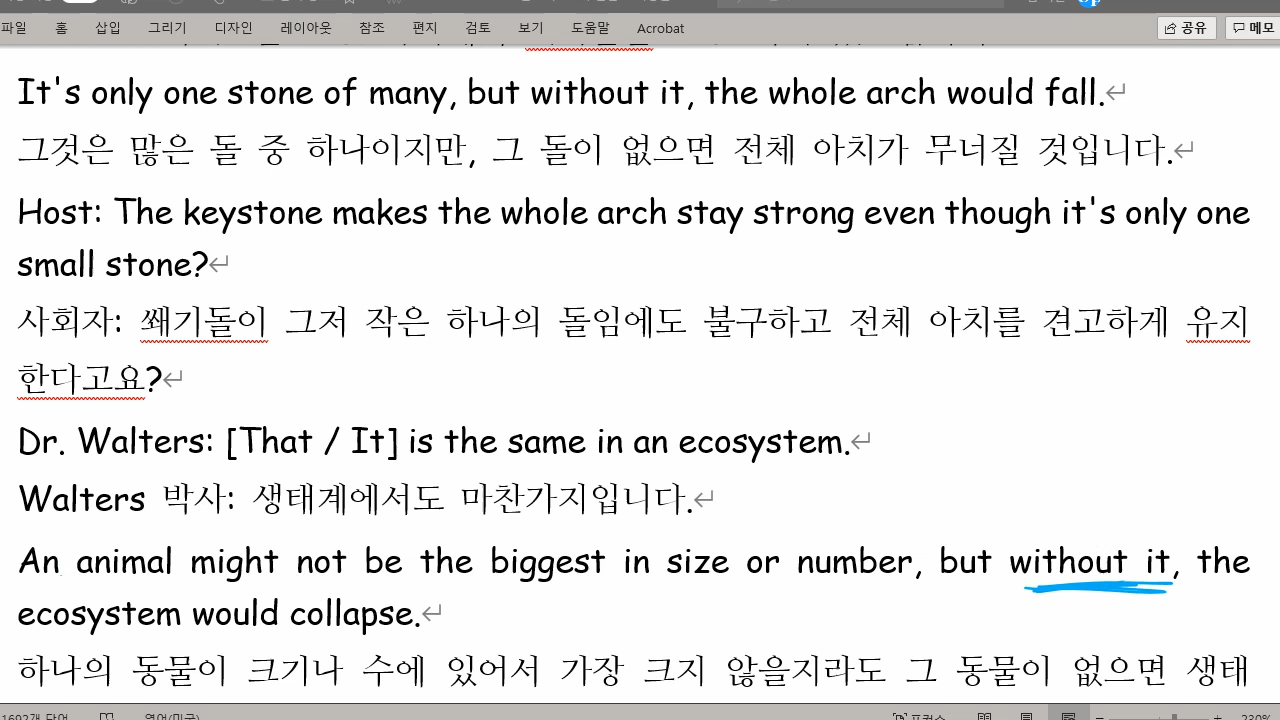 파일 홈 삽입 그리기 디자인 레이아웃 참조 편지 검토 보기 도움말 Acrobat 공유 메모
It's only one stone of many, but without it, the whole arch would fall.
그것은 많은 돌 중 하나이지만, 그 돌이 없으면 전체 아치가 무너질 것입니다.
Host: The keystone makes the whole arch stay strong even though it's only one
small stone?
사회자: 쐐기돌이 그저 작은 하나의 돌임에도 불구하고 전체 아치를 견고하게 유지
한다고요?
Dr. Walters: [That / It] is the same in an ecosystem.
Walters 박사: 생태계에서도 마찬가지입니다.
An animal might not be the biggest in size or number, but without it, the
ecosystem would collapse.
하나의 동물이 크기나 수에 있어서 가장 크지 않을지라도 그 동물이 없으면 생태